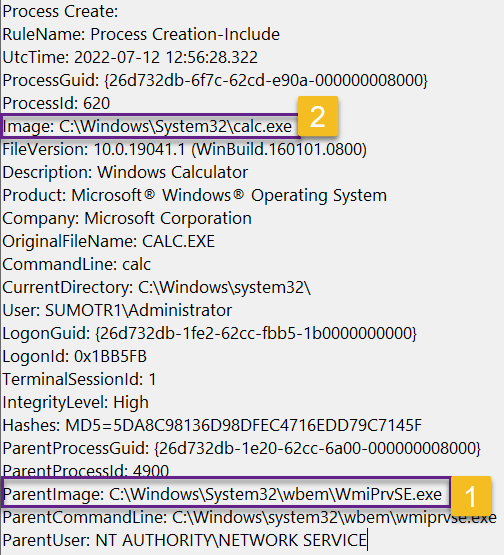 Process Create:
RuleName: Process Creation-Include
UtcTime: 2022-07-12 12:56:28.322
ProcessGuid: {26d732db-6f7c-62cd-e90a-000000008000}
ProcessId: 620
Image: C:\Windows\System32\calc.exe 2
FileVersion: 10.0.19041.1 (WinBuild.160101.0800)
Description: Windows Calculator
Product: Microsoft® Windows® Operating System
Company: Microsoft Corporation
OriginalFileName: CALC.EXE
CommandLine: calc
CurrentDirectory: C:\Windows\system32\
User: SUMOTR1\Administrator
LogonGuid: {26d732db-1fe2-62cc-fbb5-1b0000000000}
LogonId: 0x1BB5FB
TerminalSessionId: 1
IntegrityLevel: High
Hashes: MD5=5DA8C98136D98DFEC4716EDD79C7145F
ParentProcessGuid: {26d732db-1e20-62cc-6a00-000000008000}
ParentProcessId: 4900
ParentImage: C:\Windows\System32\wbem\WmiPrvSE.exe 1
ParentCommandLine: C:\Windows\system32\wbem\wmiprvse.exe
ParentUser: NT AUTHORITY\NETWORK SERVICE